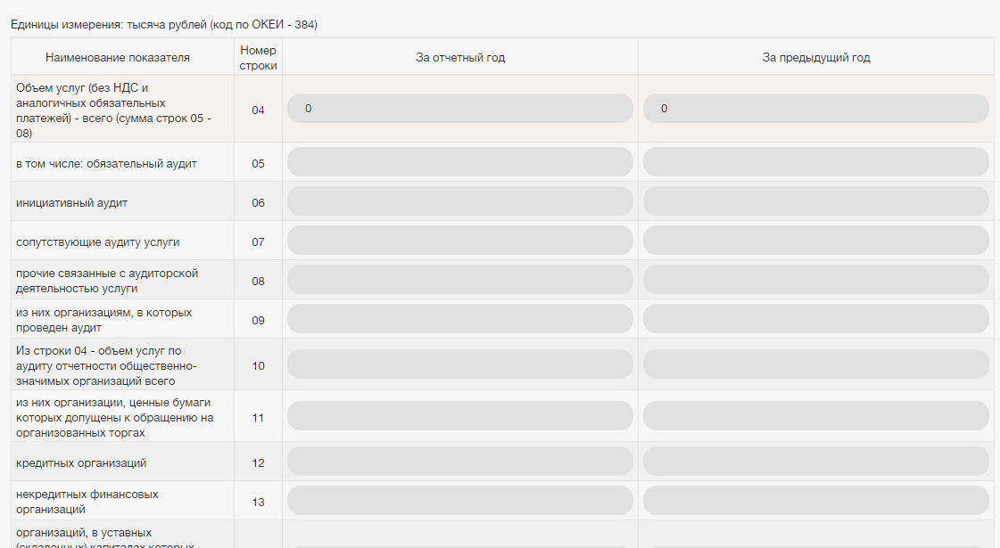 Единицы измерения: тысяча рублей (код по ОКЕИ - 384)
Наименование показателя
Номер
строки
За отчетный год
За предыдущий год
Объем услуг (без НДС и
аналогичных обязательных
платежей) - всего (сумма строк 05 -
08)
04
0
0
в том числе: обязательный аудит
05
инициативный аудит
06
сопутствующие аудиту услуги
07
прочие связанные с аудиторской
деятельностью услуги
08
из них организациям, в которых
проведен аудит
09
Из строки 04 - объем услуг по
аудиту отчетности общественно-
значимых организаций всего
10
из них организации, ценные бумаги
которых допущены к обращению на
организованных торгах
11
кредитных организаций
12
некредитных финансовых
организаций
13
организаций, в уставных
(складочных) капиталах которых